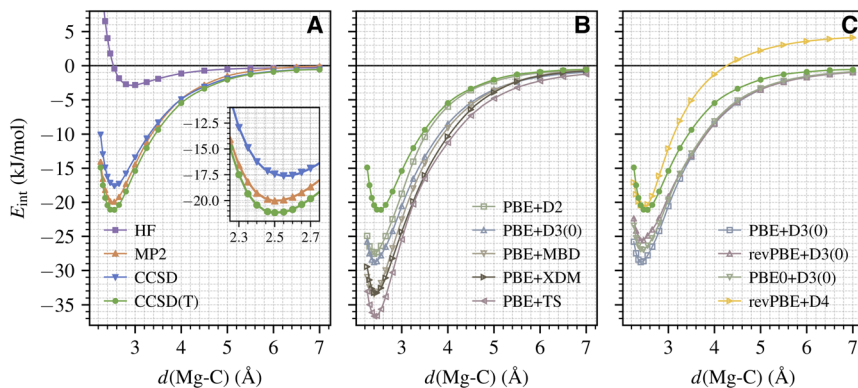 A
B
C
5
0
−5
−10
−15
−20
−25
−30
−35
E_int (kJ/mol)
−12.5
−15.0
−17.5
−20.0
2.3 2.5 2.7
HF
MP2
CCSD
CCSD(T)
PBE+D2
PBE+D3(0)
PBE+MBD
PBE+XDM
PBE+TS
PBE+D3(0)
revPBE+D3(0)
PBE0+D3(0)
revPBE+D4
3 4 5 6 7
3 4 5 6 7
3 4 5 6 7
d(Mg-C) (Å)
d(Mg-C) (Å)
d(Mg-C) (Å)